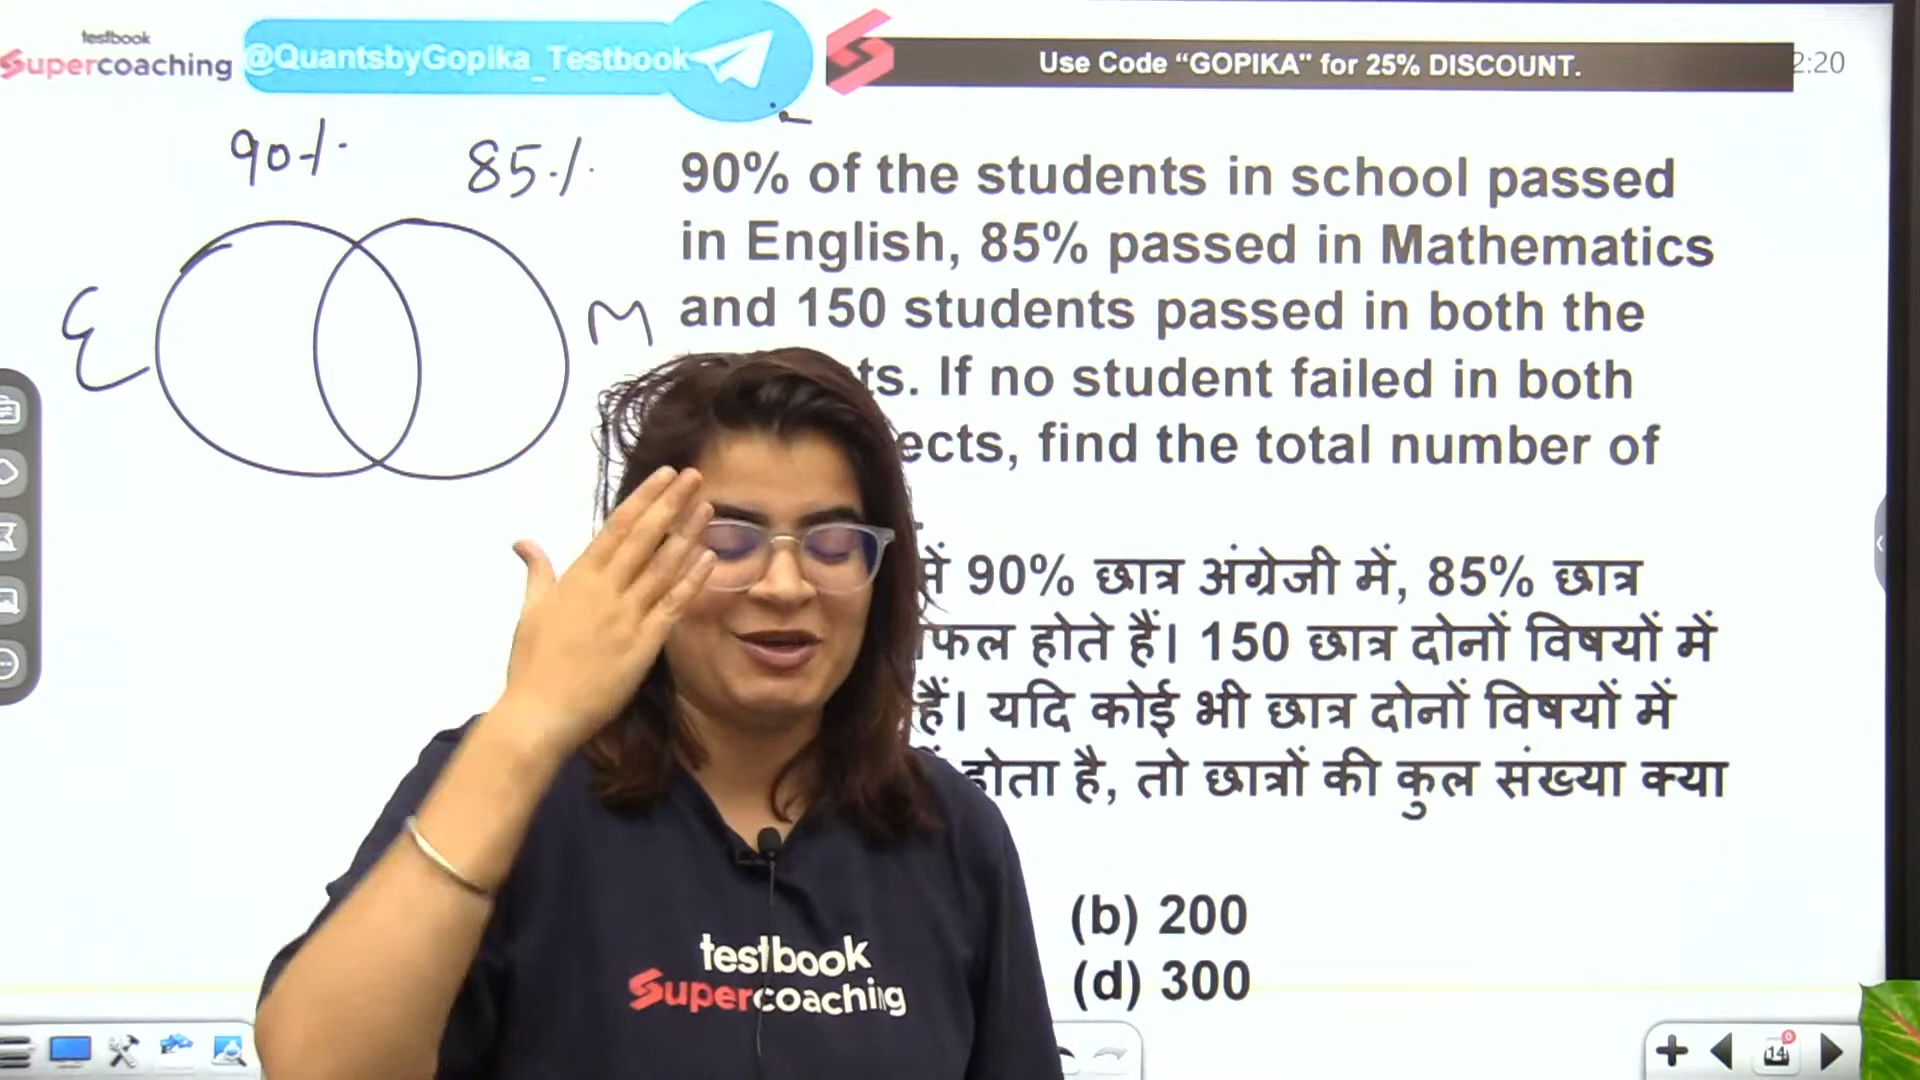 testbook
Supercoaching
@QuantsbyGopika_Testbook
Use Code “GOPIKA” for 25% DISCOUNT.
2:20
90%
85%
E
M
90% of the students in school passed
in English, 85% passed in Mathematics
and 150 students passed in both the
ts. If no student failed in both
ects, find the total number of
में 90% छात्र अंग्रेजी में, 85% छात्र
फल होते हैं। 150 छात्र दोनों विषयों में
हैं। यदि कोई भी छात्र दोनों विषयों में
होता है, तो छात्रों की कुल संख्या क्या
(b) 200
(d) 300
testbook
Supercoaching
14